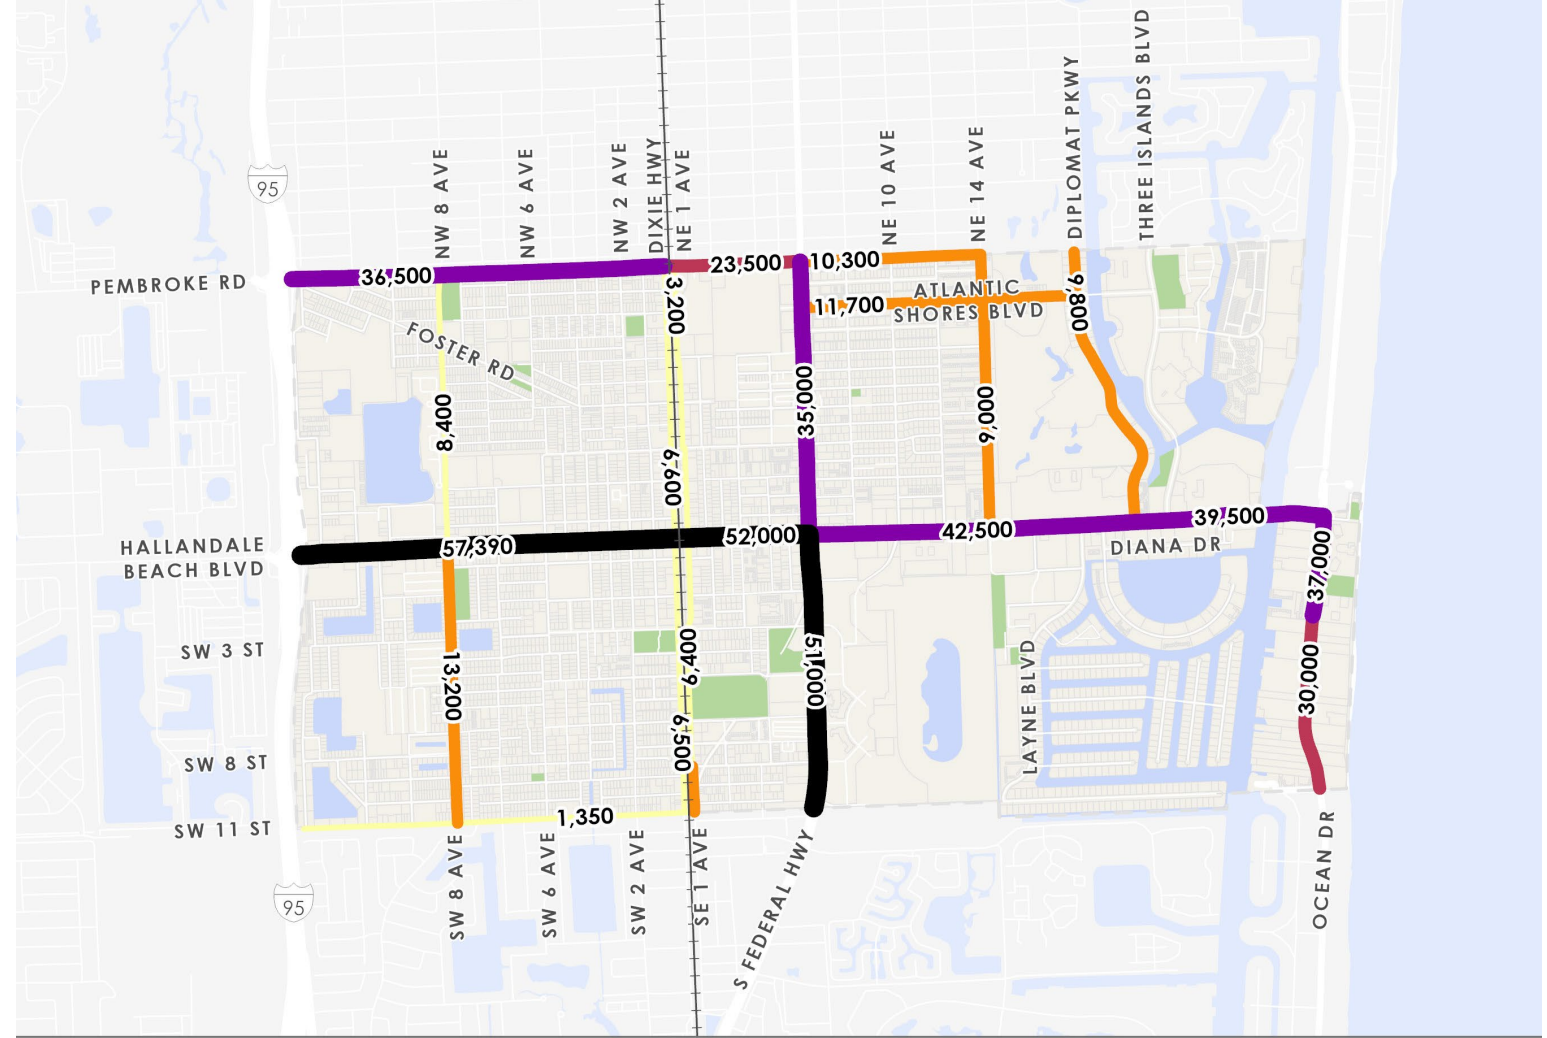 THREE ISLANDS BLVD
DIPLOMAT PKWY
NE 14 AVE
NE 10 AVE
NE 1 AVE
DIXIE HWY
NW 2 AVE
NW 6 AVE
NW 8 AVE
95
PEMBROKE RD
36,500
23,500
10,300
3,200
11,700
ATLANTIC
SHORES BLVD
9,800
FOSTER RD
8,400
35,000
6,600
HALLANDALE
BEACH BLVD
57,390
52,000
42,500
39,500
DIANA DR
37,000
SW 3 ST
13,200
6,400
51,000
LAYNE BLVD
30,000
SW 8 ST
6,500
SW 11 ST
1,350
95
SW 8 AVE
SW 6 AVE
SW 2 AVE
SE 1 AVE
S FEDERAL HWY
OCEAN DR